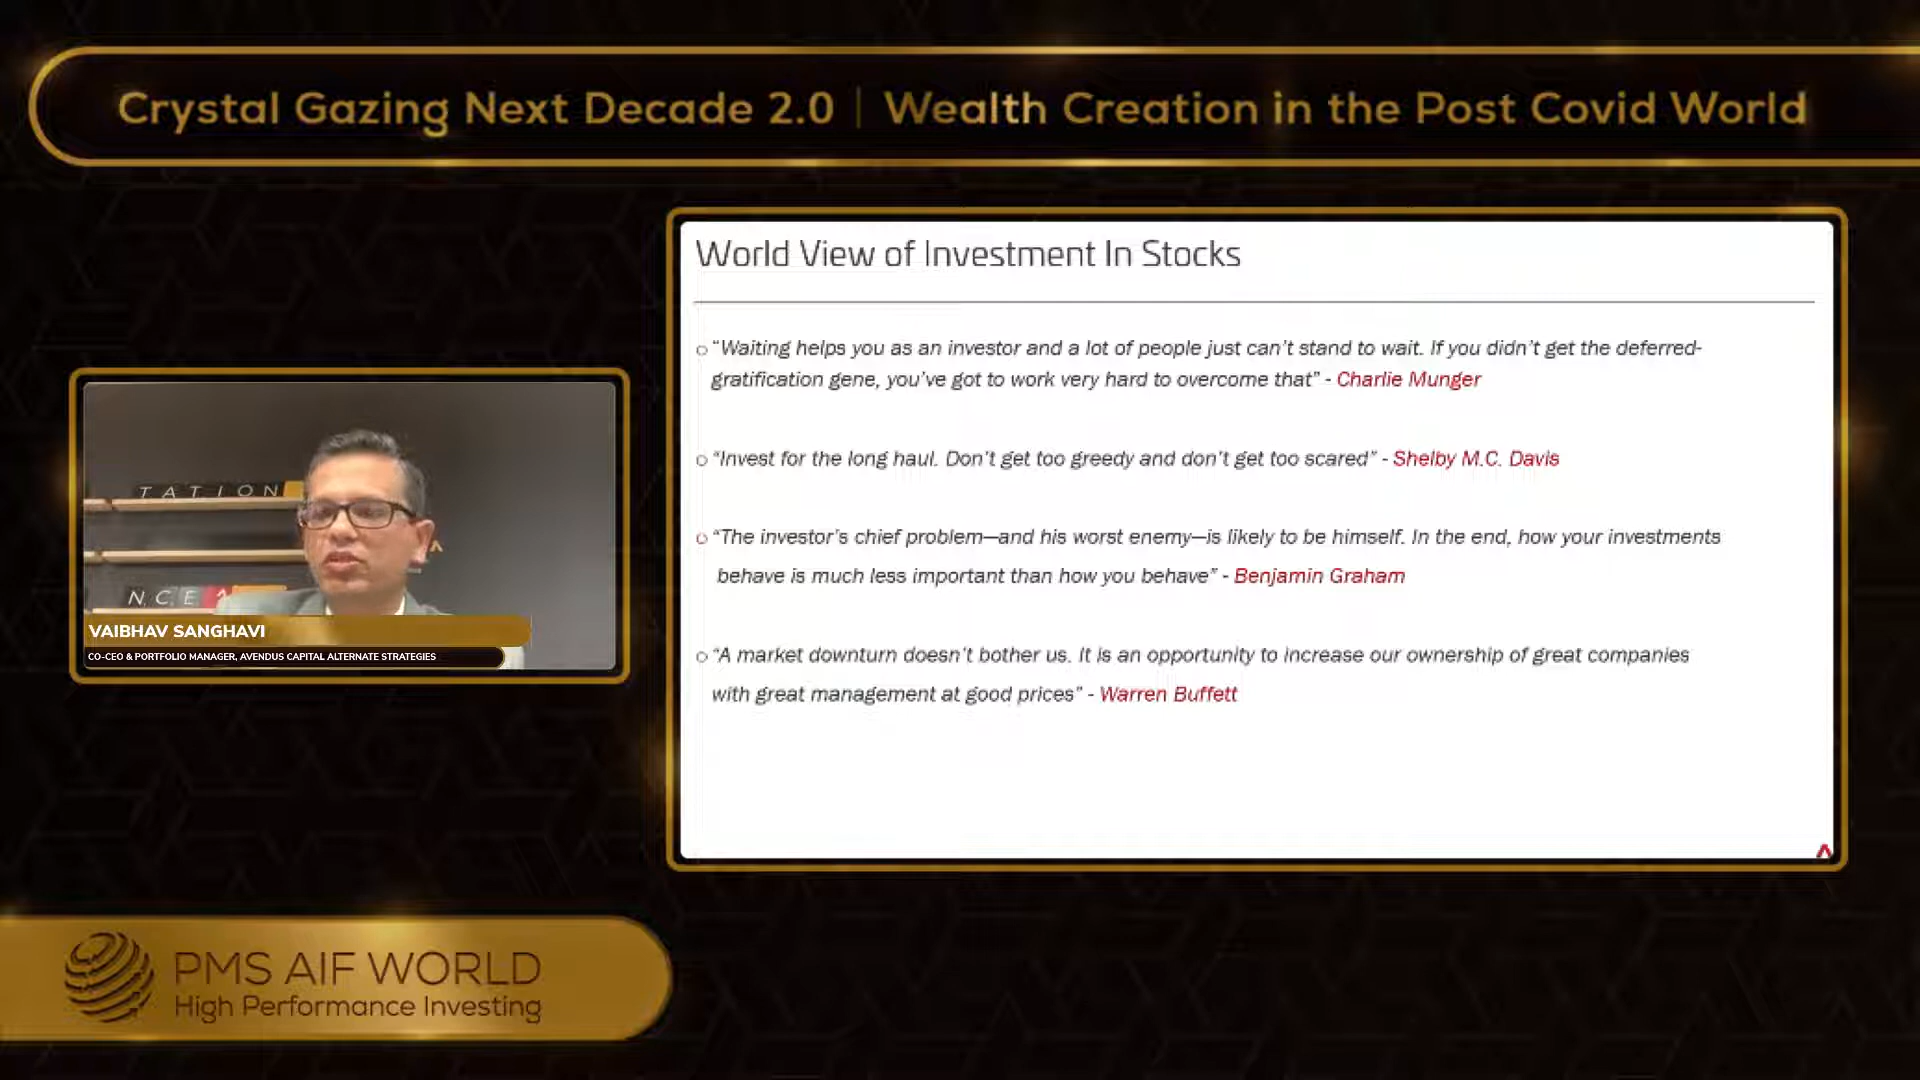 Crystal Gazing Next Decade 2.0 | Wealth Creation in the Post Covid World
World View of Investment In Stocks
“Waiting helps you as an investor and a lot of people just can’t stand to wait. If you didn’t get the deferred-
gratification gene, you’ve got to work very hard to overcome that” - Charlie Munger
“Invest for the long haul. Don’t get too greedy and don’t get too scared” - Shelby M.C. Davis
“The investor’s chief problem—and his worst enemy—is likely to be himself. In the end, how your investments
behave is much less important than how you behave” - Benjamin Graham
“A market downturn doesn’t bother us. It is an opportunity to increase our ownership of great companies
with great management at good prices” - Warren Buffett
TATION
NCE
VAIBHAV SANGHAVI
CO-CEO & PORTFOLIO MANAGER, AVENDUS CAPITAL ALTERNATE STRATEGIES
PMS AIF WORLD
High Performance Investing